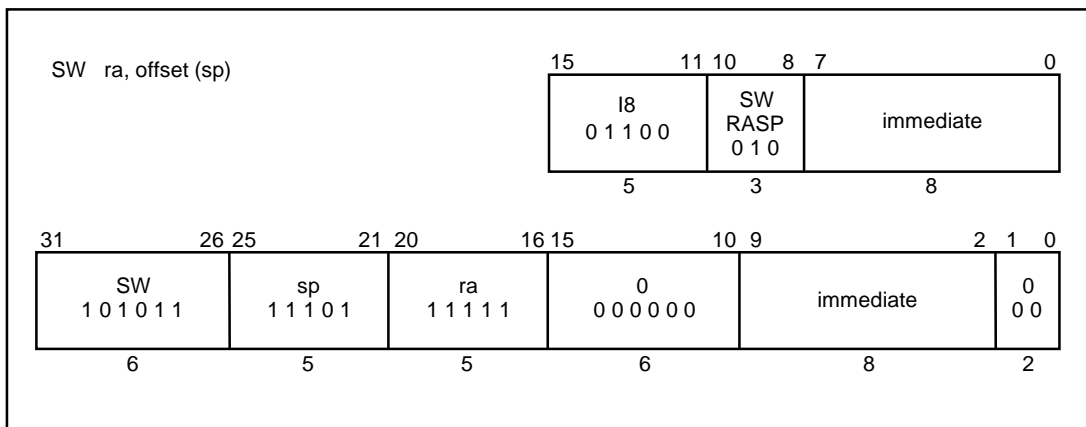 SW ra, offset (sp)
15 11 10 8 7 0
I8 SW immediate
0 1 1 0 0 RASP
0 1 0
5 3 8
31 26 25 21 20 16 15 10 9 2 1 0
SW sp ra 0 immediate 0
1 0 1 0 1 1 1 1 1 0 1 1 1 1 1 1 0 0 0 0 0 0 0 0
6 5 5 6 8 2